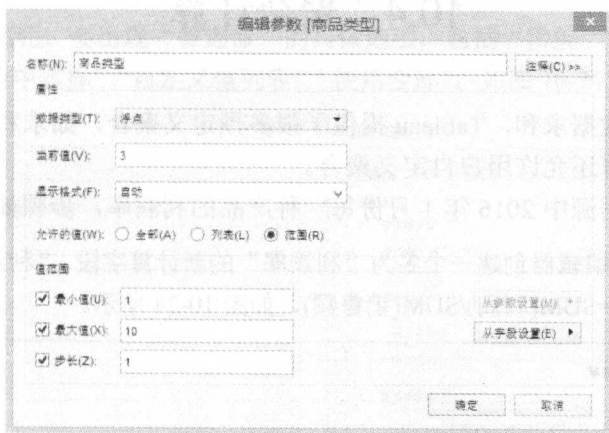 编辑参数 [商品类型]
名称(N): 商品类型 注释(C) >>
属性
数据类型(T): 浮点
当前值(V): 3
显示格式(F): 自动
允许的值(W): 全部(A) 列表(L) 范围(R)
值范围
最小值(U): 1 从参数设置(M)
最大值(X): 10 从字段设置(E)
步长(Z): 1
确定 取消